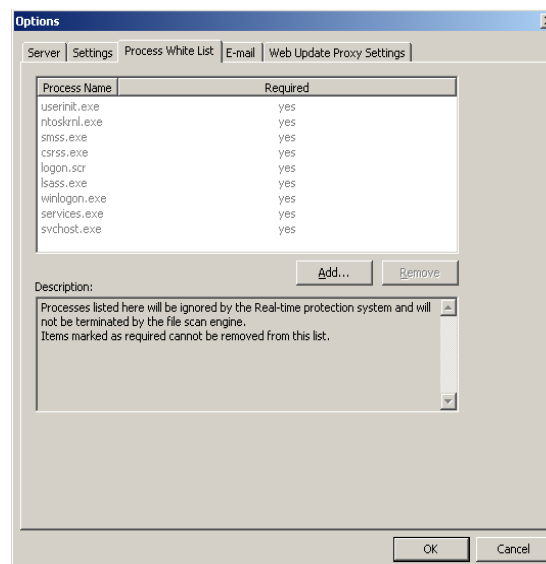 Options
Server Settings Process White List E-mail Web Update Proxy Settings
Process Name Required
userinit.exe yes
ntoskrnl.exe yes
smss.exe yes
csrss.exe yes
logon.scr yes
lsass.exe yes
winlogon.exe yes
services.exe yes
svchost.exe yes
Add... Remove
Description:
Processes listed here will be ignored by the Real-time protection system and will
not be terminated by the file scan engine.
Items marked as required cannot be removed from this list.
OK Cancel